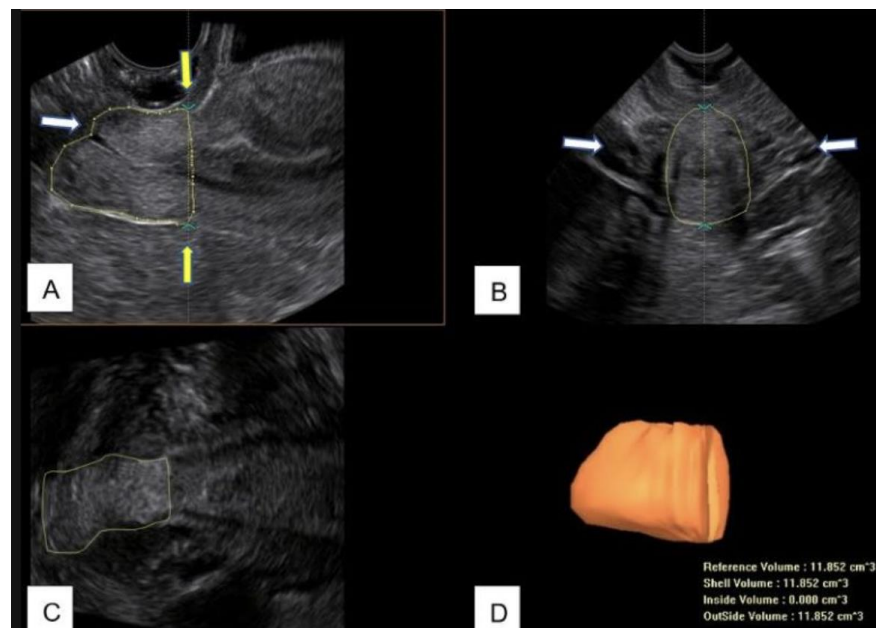 A
B
C
D
Reference Volume : 11.852 cm^3
Shell Volume : 11.852 cm^3
Inside Volume : 0.000 cm^3
OutSide Volume : 11.852 cm^3